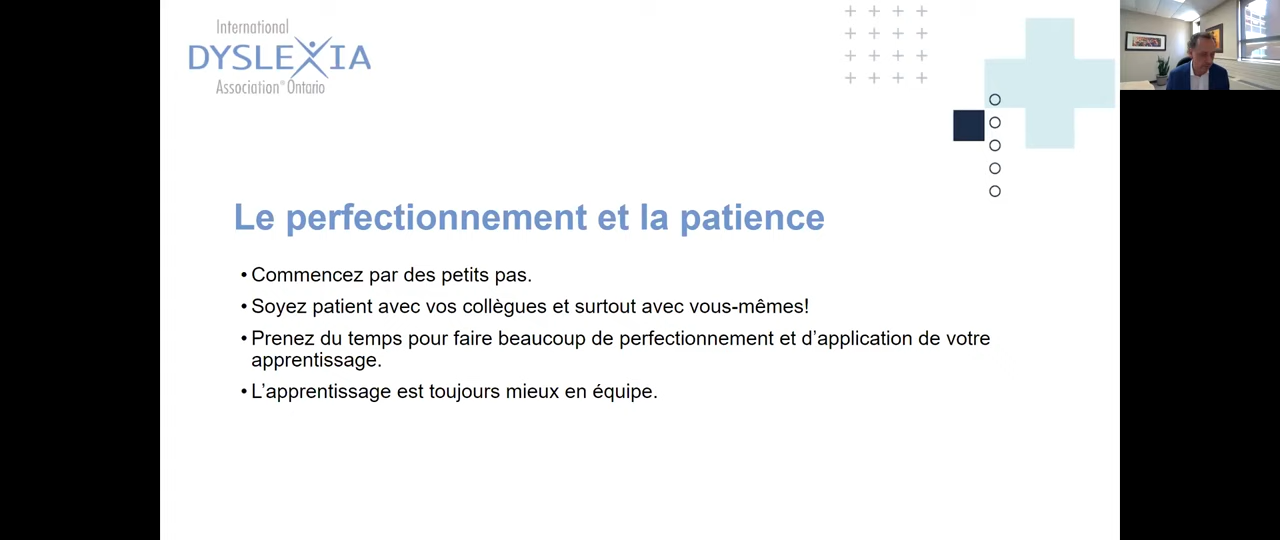 International
DYSLEXIA
Association® Ontario
Le perfectionnement et la patience
• Commencez par des petits pas.
• Soyez patient avec vos collègues et surtout avec vous-mêmes!
• Prenez du temps pour faire beaucoup de perfectionnement et d’application de votre
apprentissage.
• L’apprentissage est toujours mieux en équipe.